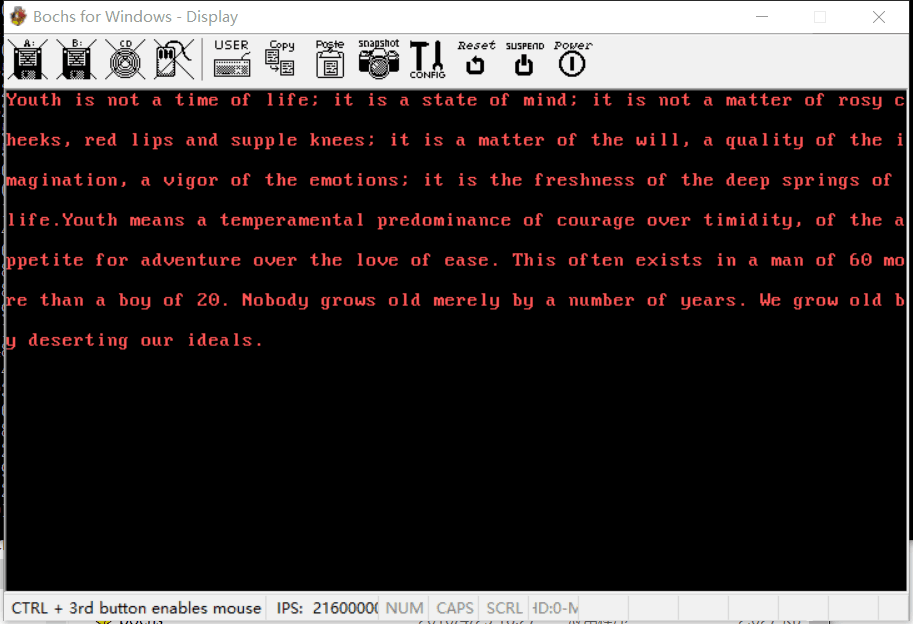 Bochs for Windows - Display
A: B: CD USER Copy Paste snapshot CONFIG Reset SUSPEND Power
Youth is not a time of life; it is a state of mind; it is not a matter of rosy c
heeks, red lips and supple knees; it is a matter of the will, a quality of the i
magination, a vigor of the emotions; it is the freshness of the deep springs of
life.Youth means a temperamental predominance of courage over timidity, of the a
ppetite for adventure over the love of ease. This often exists in a man of 60 mo
re than a boy of 20. Nobody grows old merely by a number of years. We grow old b
y deserting our ideals.
CTRL + 3rd button enables mouse IPS: 21600000 NUM CAPS SCRL HD:0-M